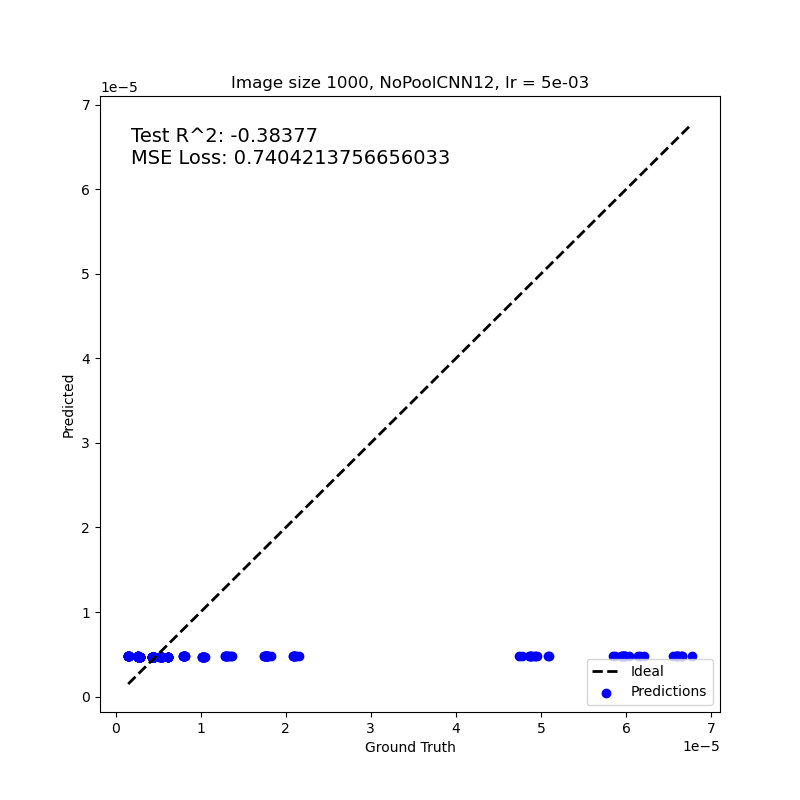 Image size 1000, NoPoolCNN12, lr = 5e-03
1e−5
Test R^2: -0.38377
MSE Loss: 0.7404213756656033
7
6
5
4
3
2
1
0
Predicted
Ideal
Predictions
0 1 2 3 4 5 6 7
Ground Truth
1e−5